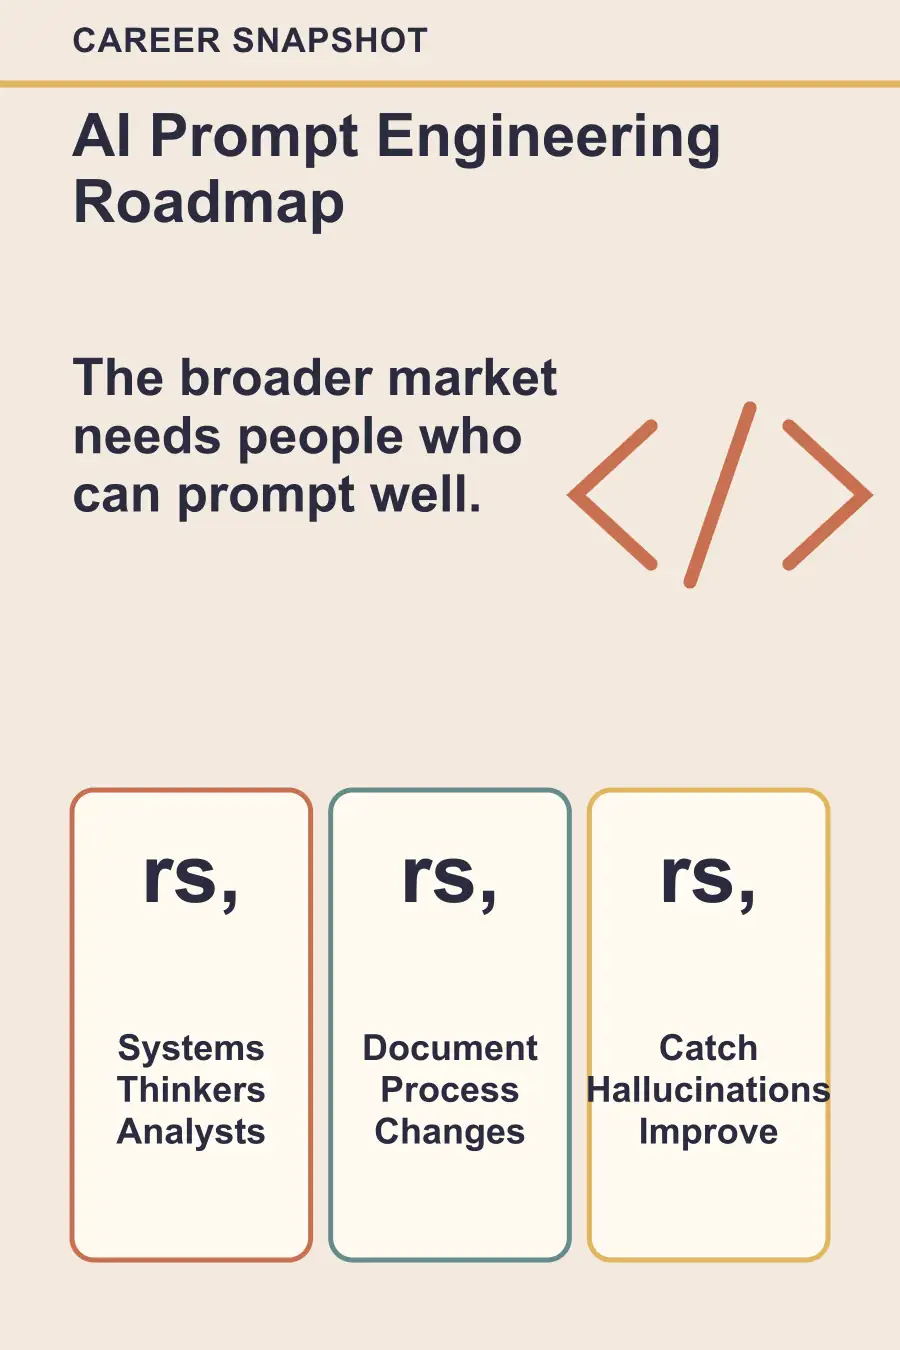 CAREER SNAPSHOT
AI Prompt Engineering
Roadmap
The broader market
needs people who
can prompt well.
</>
rs,
Systems
Thinkers
Analysts
rs,
Document
Process
Changes
rs,
Catch
Hallucinations
Improve